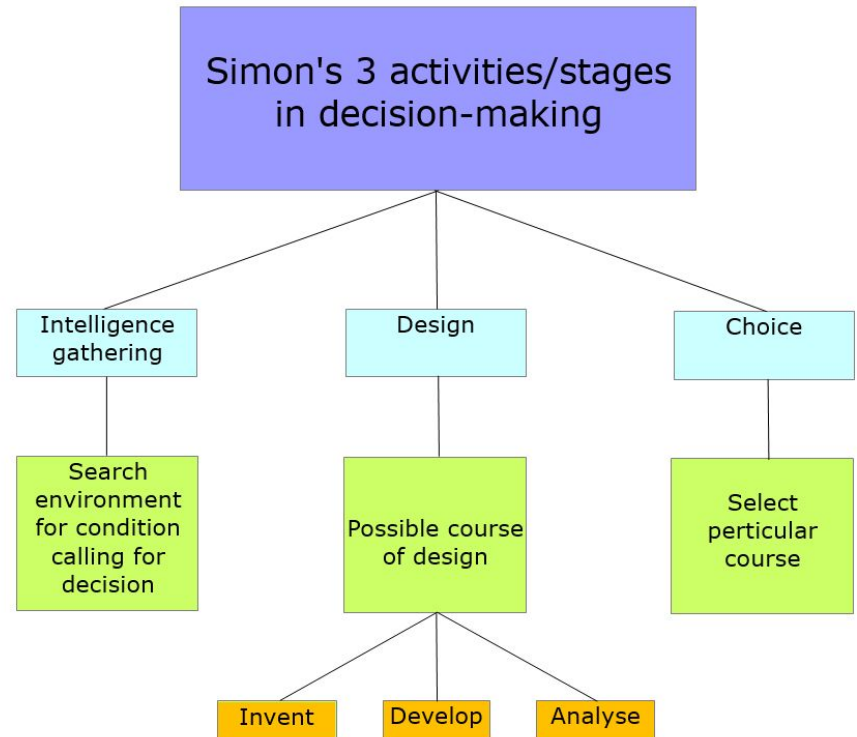 Simon's 3 activities/stages
in decision-making
Intelligence
gathering
Design
Choice
Search
environment
for condition
calling for
decision
Possible course
of design
Select
perticular
course
Invent
Develop
Analyse